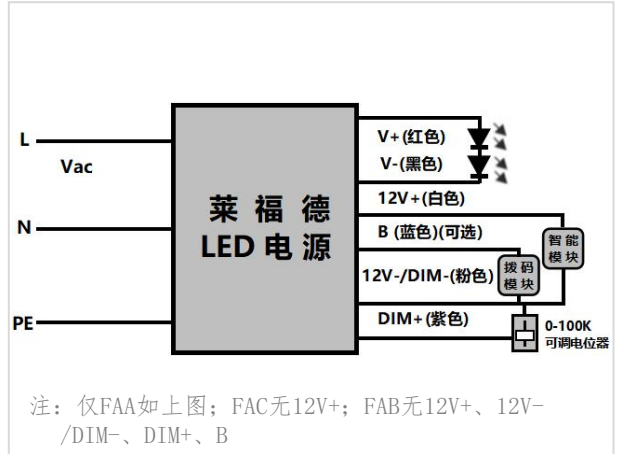 L
Vac
N
PE
莱福德
LED电源
V+(红色)
V-(黑色)
12V+(白色)
B (蓝色)(可选)
12V-/DIM-(粉色)
DIM+(紫色)
智能
模块
拨码
模块
0-100K
可调电位器
注：仅FAA如上图；FAC无12V+；FAB无12V+、12V-
/DIM-、DIM+、B